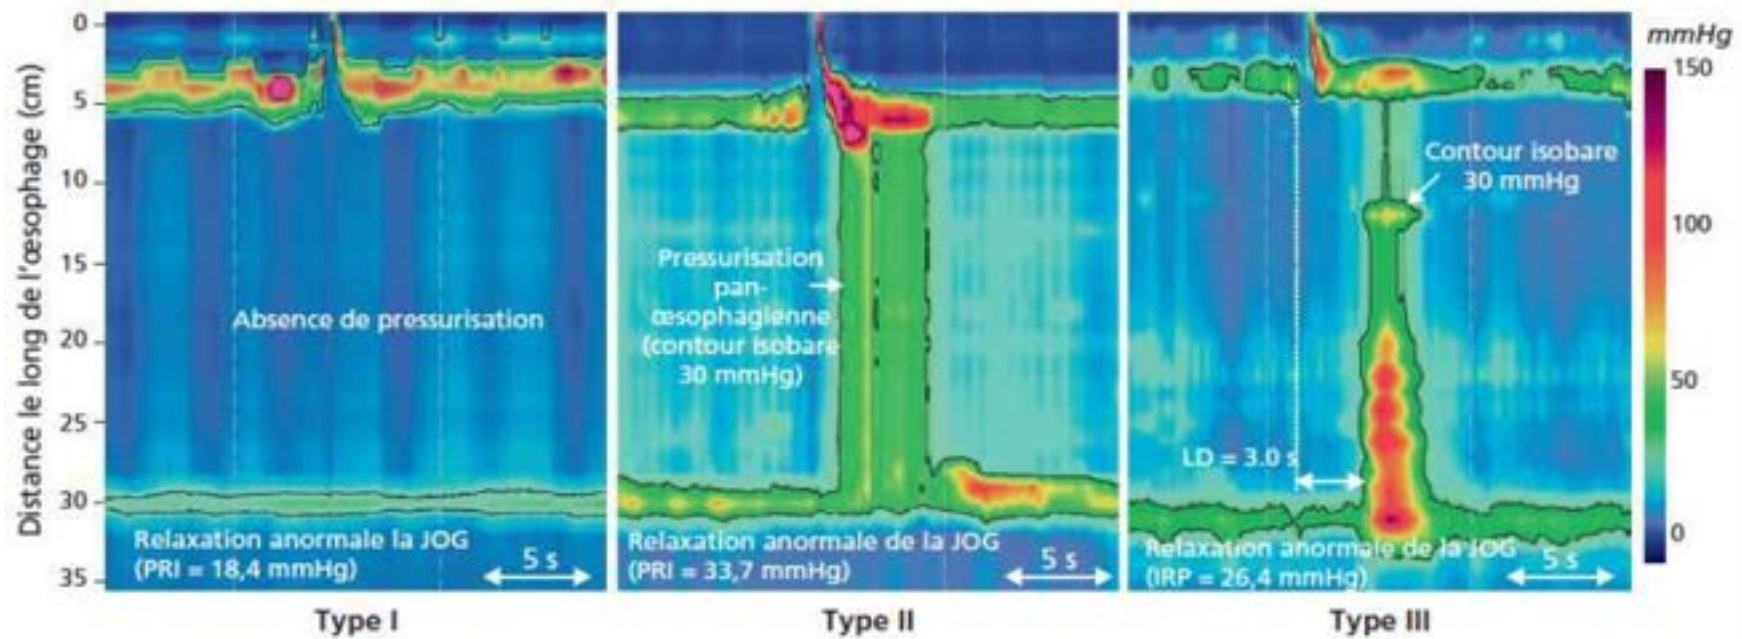 mmHg
150
100
50
0
Distance le long de l'œsophage (cm)
0
5
10
15
20
25
30
35
Absence de pressurisation
Relaxation anormale la JOG
(PRI = 18,4 mmHg)
5 s
Type I
Pressurisation
pan-
œsophagienne
(contour isobare
30 mmHg)
Relaxation anormale de la JOG
(PRI = 33,7 mmHg)
5 s
Type II
Contour isobare
30 mmHg
LD = 3.0 s
Relaxation anormale de la JOG
(IRP = 26,4 mmHg)
5 s
Type III